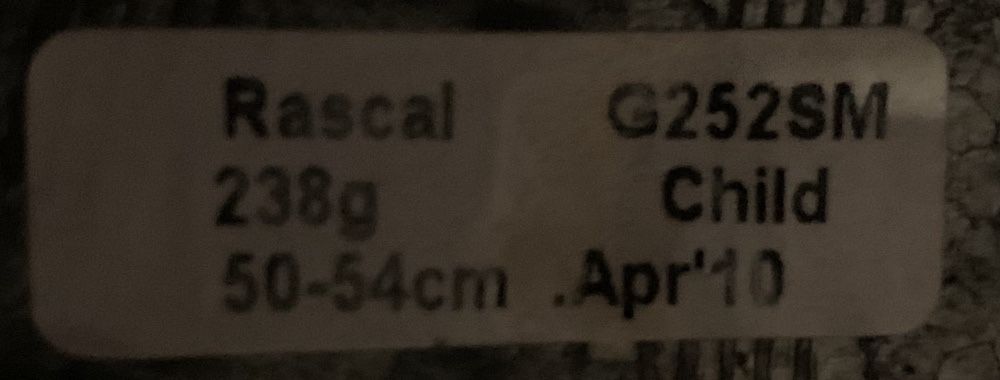 Rascal G252SM
238g Child
50-54cm .Apr'10